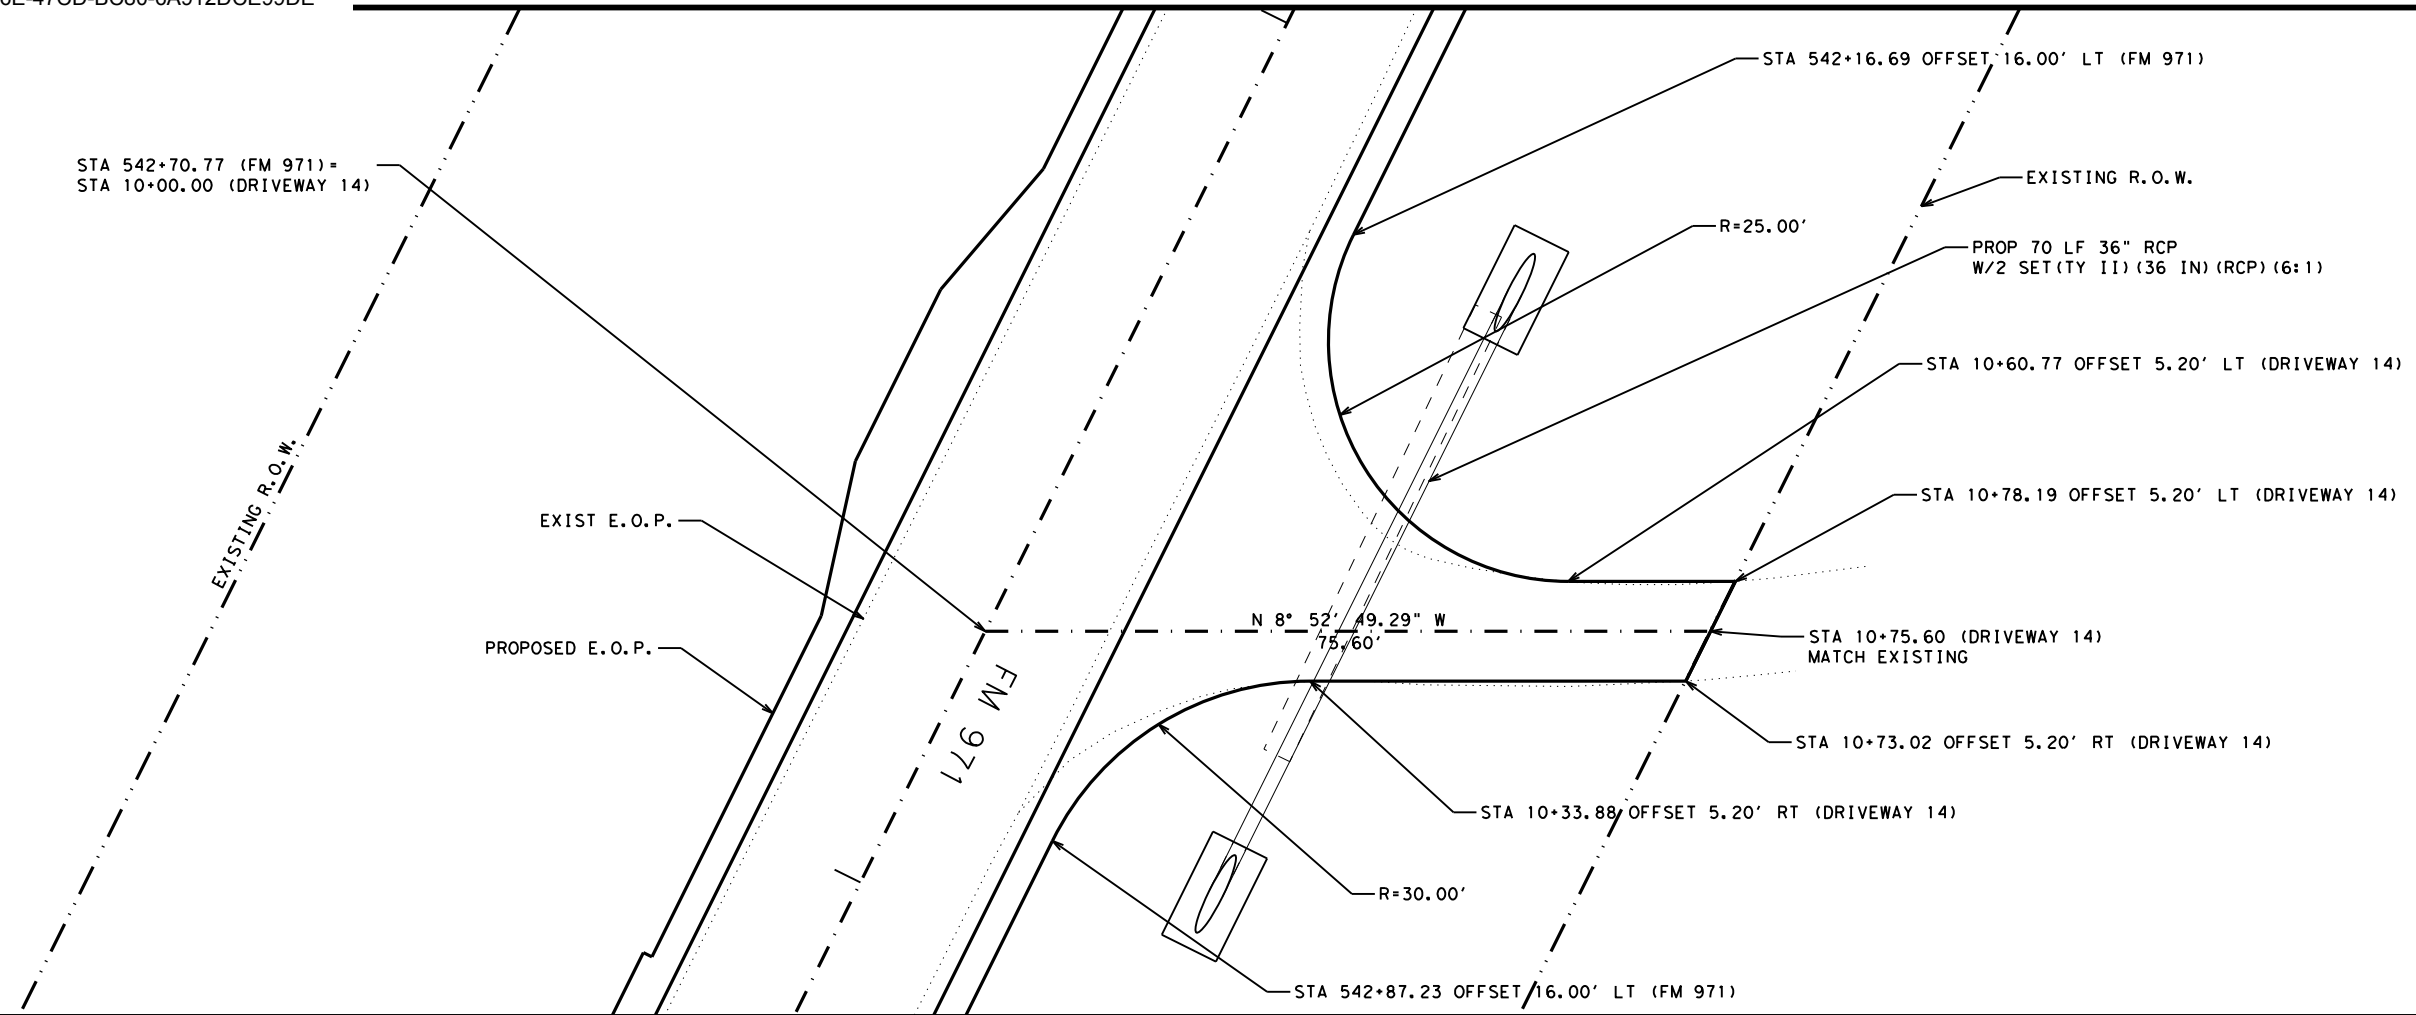 STA 542+16.69 OFFSET 16.00' LT (FM 971)
STA 542+70.77 (FM 971)=
STA 10+00.00 (DRIVEWAY 14)
EXISTING R.O.W.
R=25.00'
PROP 70 LF 36" RCP
W/2 SET(TY II)(36 IN)(RCP)(6:1)
STA 10+60.77 OFFSET 5.20' LT (DRIVEWAY 14)
EXISTING R.O.W.
STA 10+78.19 OFFSET 5.20' LT (DRIVEWAY 14)
EXIST E.O.P.
N 8° 52' 49.29" W
75.60'
PROPOSED E.O.P.
STA 10+75.60 (DRIVEWAY 14)
MATCH EXISTING
FM 971
STA 10+73.02 OFFSET 5.20' RT (DRIVEWAY 14)
STA 10+33.88 OFFSET 5.20' RT (DRIVEWAY 14)
R=30.00'
STA 542+87.23 OFFSET 16.00' LT (FM 971)